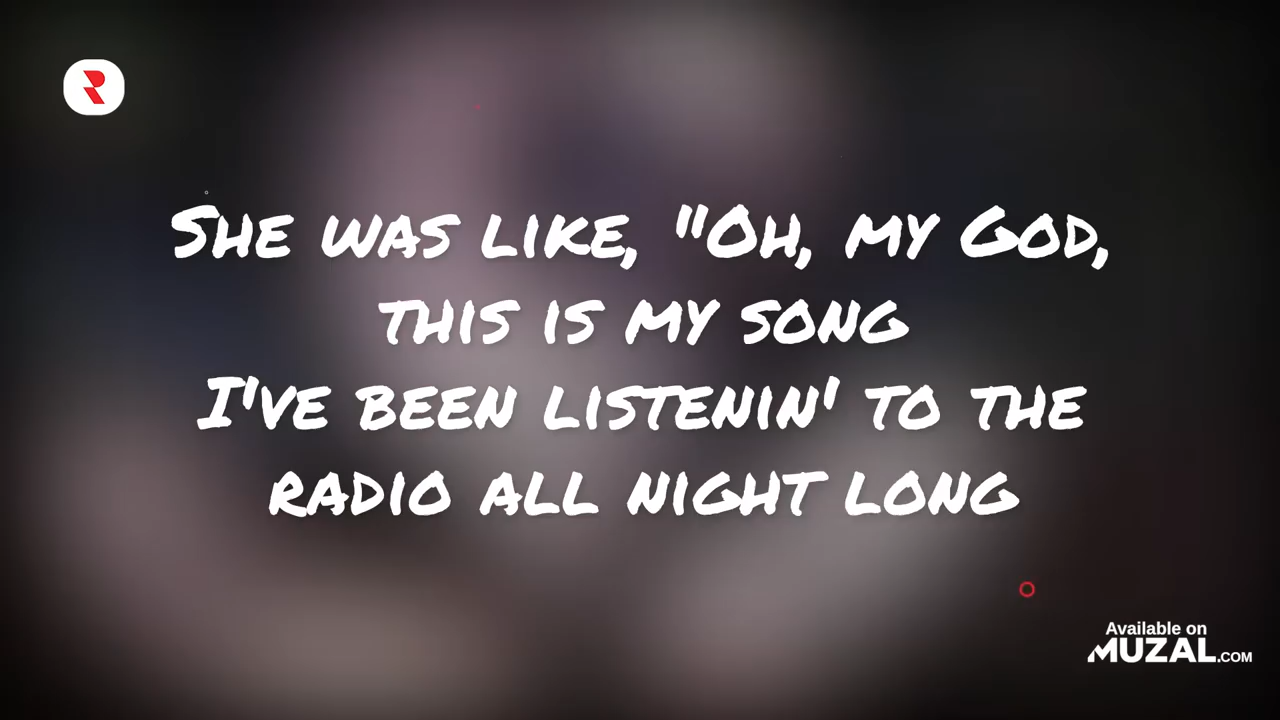 She was like, "Oh, my God,
this is my song
I've been listenin' to the
radio all night long
Available on
MUZAL.COM